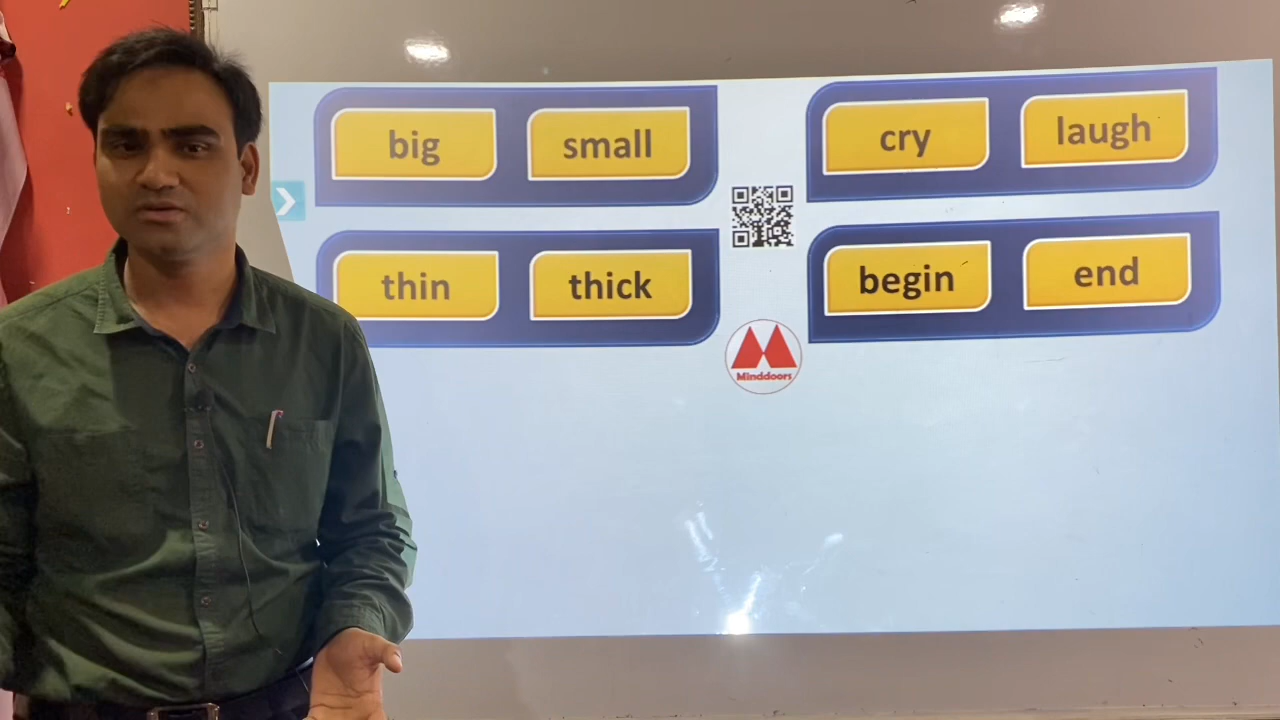 big small
cry laugh
thin thick
begin end
Minddoors